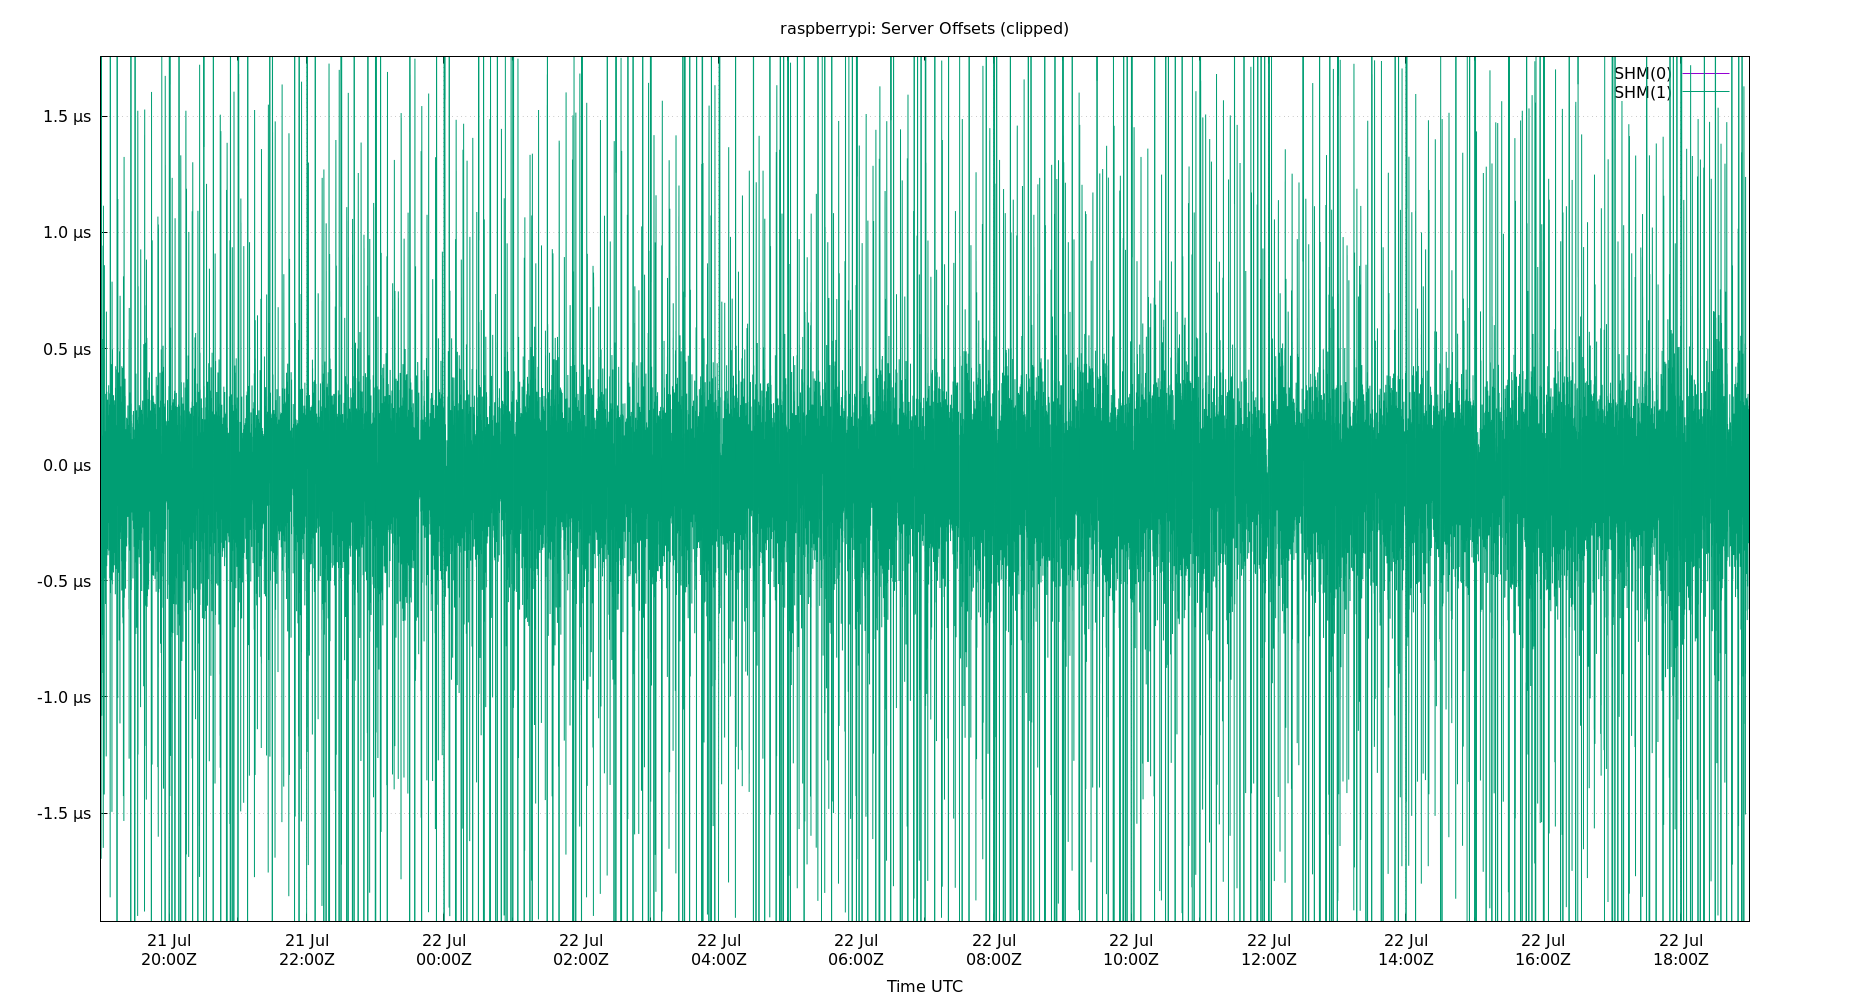 raspberrypi: Server Offsets (clipped)
SHM(0)
SHM(1)
1.5 μs
1.0 μs
0.5 μs
0.0 μs
-0.5 μs
-1.0 μs
-1.5 μs
21 Jul 21 Jul 22 Jul 22 Jul 22 Jul 22 Jul 22 Jul 22 Jul 22 Jul 22 Jul 22 Jul 22 Jul
20:00Z 22:00Z 00:00Z 02:00Z 04:00Z 06:00Z 08:00Z 10:00Z 12:00Z 14:00Z 16:00Z 18:00Z
Time UTC